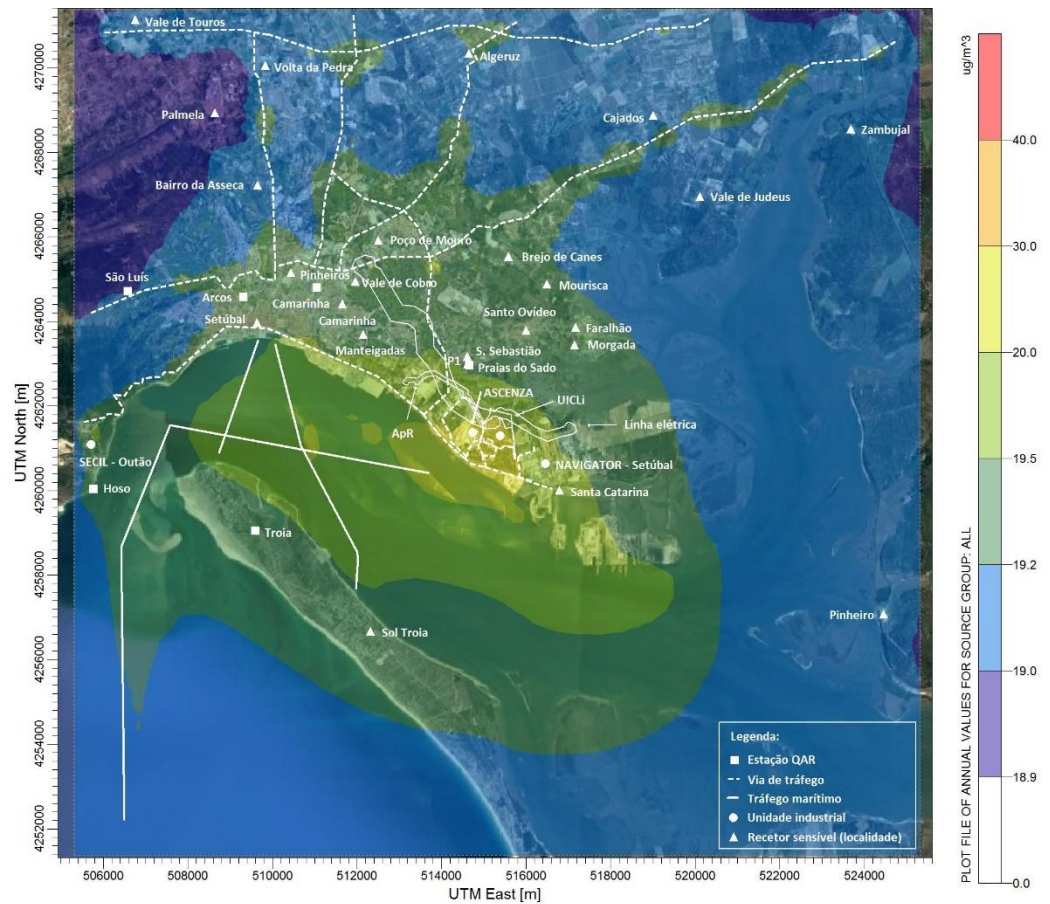 Vale de Touros
Volta da Pedra
Algeruz
Palmela
Cajados
Zambujal
Bairro da Asseca
Vale de Judeus
Poço de Mouro
Brejo de Canes
São Luís
Pinheiros
Vale de Cobro
Mourisca
Arcos
Camarinha
Setúbal
Camarinha
Santo Ovídeo
Faralhão
Manteigadas
Morgada
S. Sebastião
P1
Praias do Sado
ASCENZA
UICLi
ApR
Linha elétrica
SECIL - Outão
NAVIGATOR - Setúbal
Hoso
Santa Catarina
Troia
Pinheiro
Sol Troia
Legenda:
Estação QAR
Via de tráfego
Tráfego marítimo
Unidade industrial
Recetor sensível (localidade)
UTM North [m]
4270000
4268000
4266000
4264000
4262000
4260000
4258000
4256000
4254000
4252000
506000 508000 510000 512000 514000 516000 518000 520000 522000 524000
UTM East [m]
ug/m^3
40.0
30.0
20.0
19.5
19.2
19.0
18.9
0.0
PLOT FILE OF ANNUAL VALUES FOR SOURCE GROUP: ALL